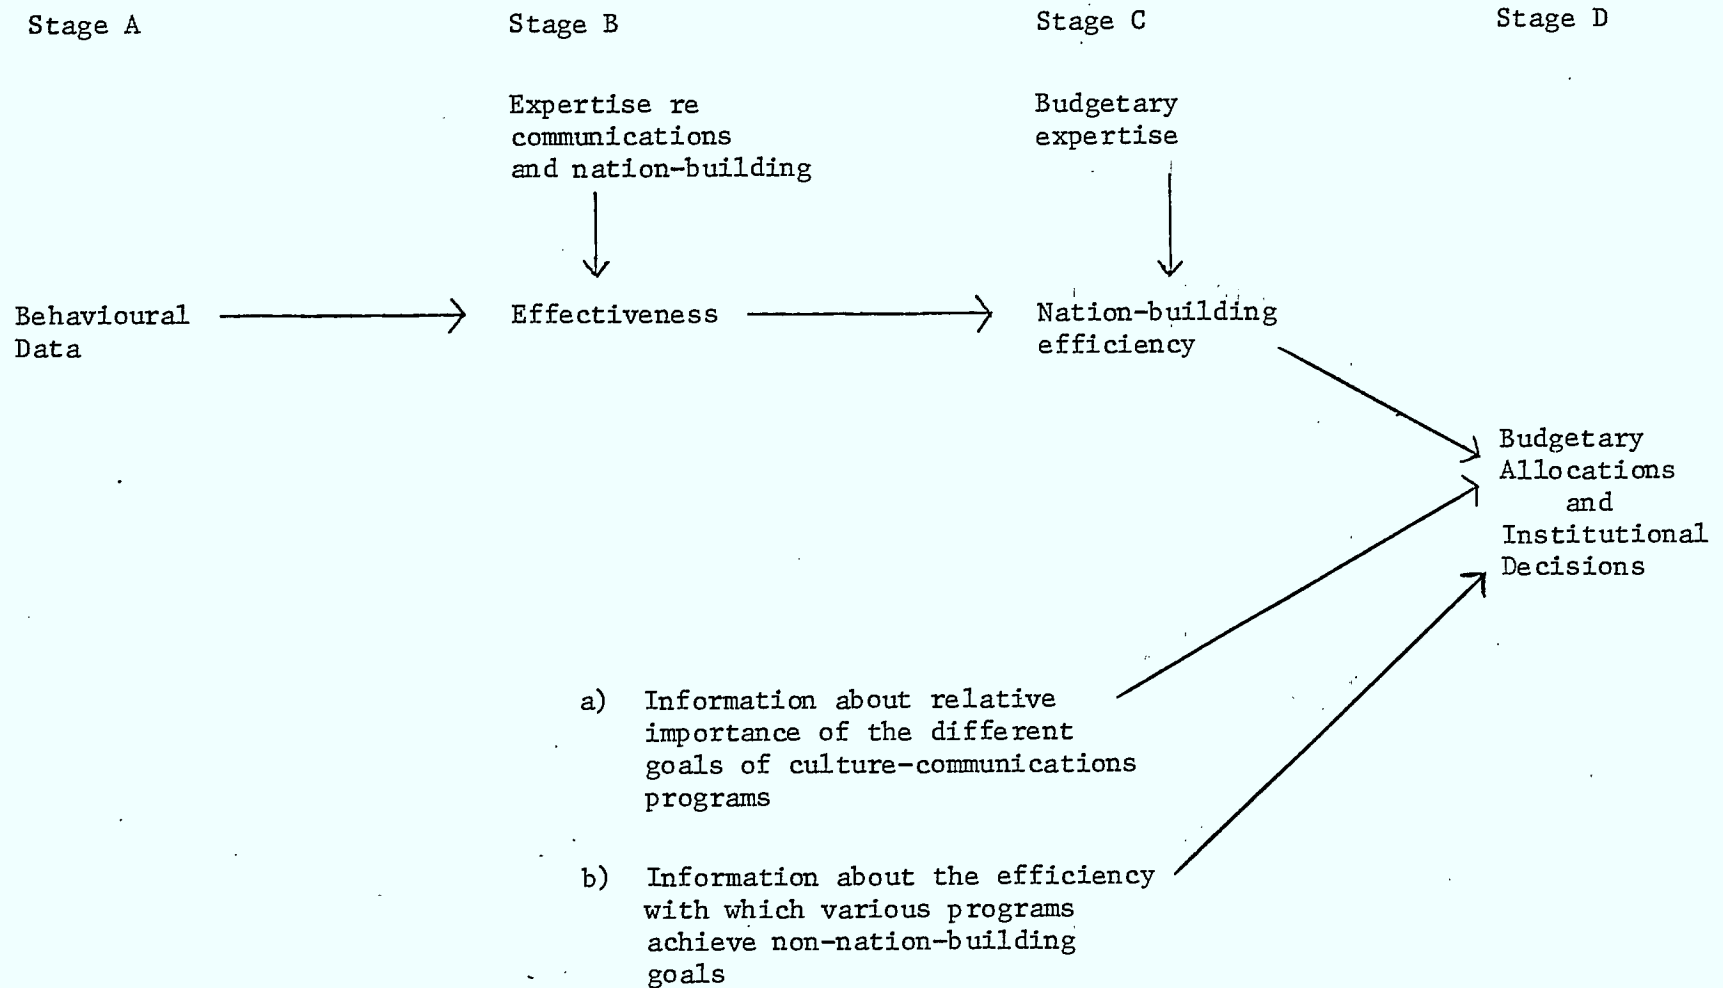 Stage A
Stage B
Stage C
Stage D
Expertise re
communications
and nation-building
Budgetary
expertise
Behavioural
Data
Effectiveness
Nation-building
efficiency
Budgetary
Allocations
and
Institutional
Decisions
a) Information about relative
importance of the different
goals of culture-communications
programs
b) Information about the efficiency
with which various programs
achieve non-nation-building
goals